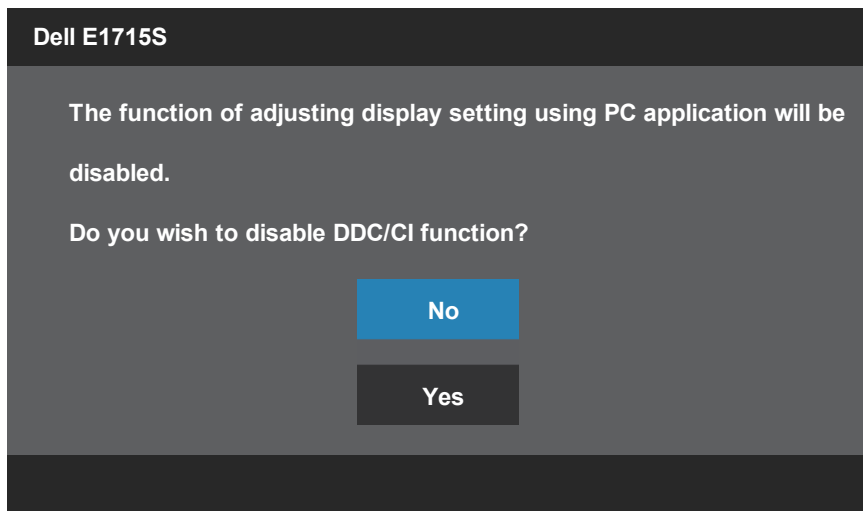 Dell E1715S
The function of adjusting display setting using PC application will be
disabled.
Do you wish to disable DDC/CI function?
No
Yes